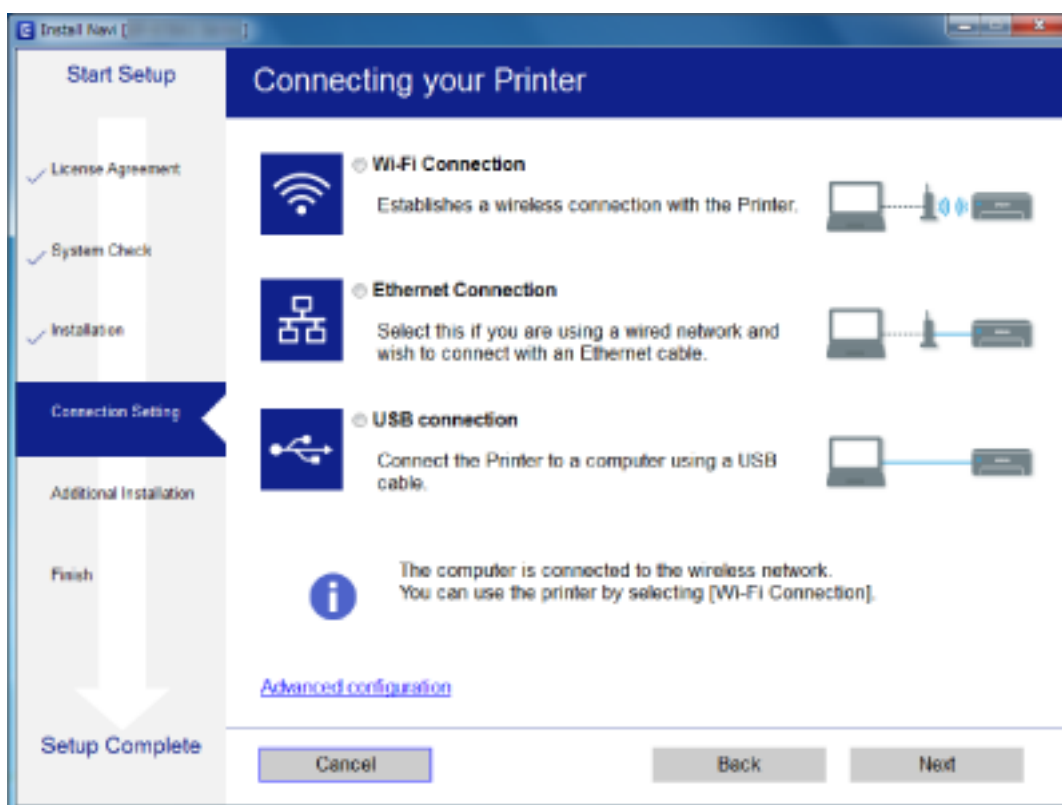 Install Navi [
Start Setup
License Agreement
System Check
Installation
Connection Setting
Additional Installation
Finish
Setup Complete
Connecting your Printer
Wi-Fi Connection
Establishes a wireless connection with the Printer.
Ethernet Connection
Select this if you are using a wired network and
wish to connect with an Ethernet cable.
USB connection
Connect the Printer to a computer using a USB
cable.
The computer is connected to the wireless network.
You can use the printer by selecting [Wi-Fi Connection].
Advanced configuration
Cancel
Back
Next